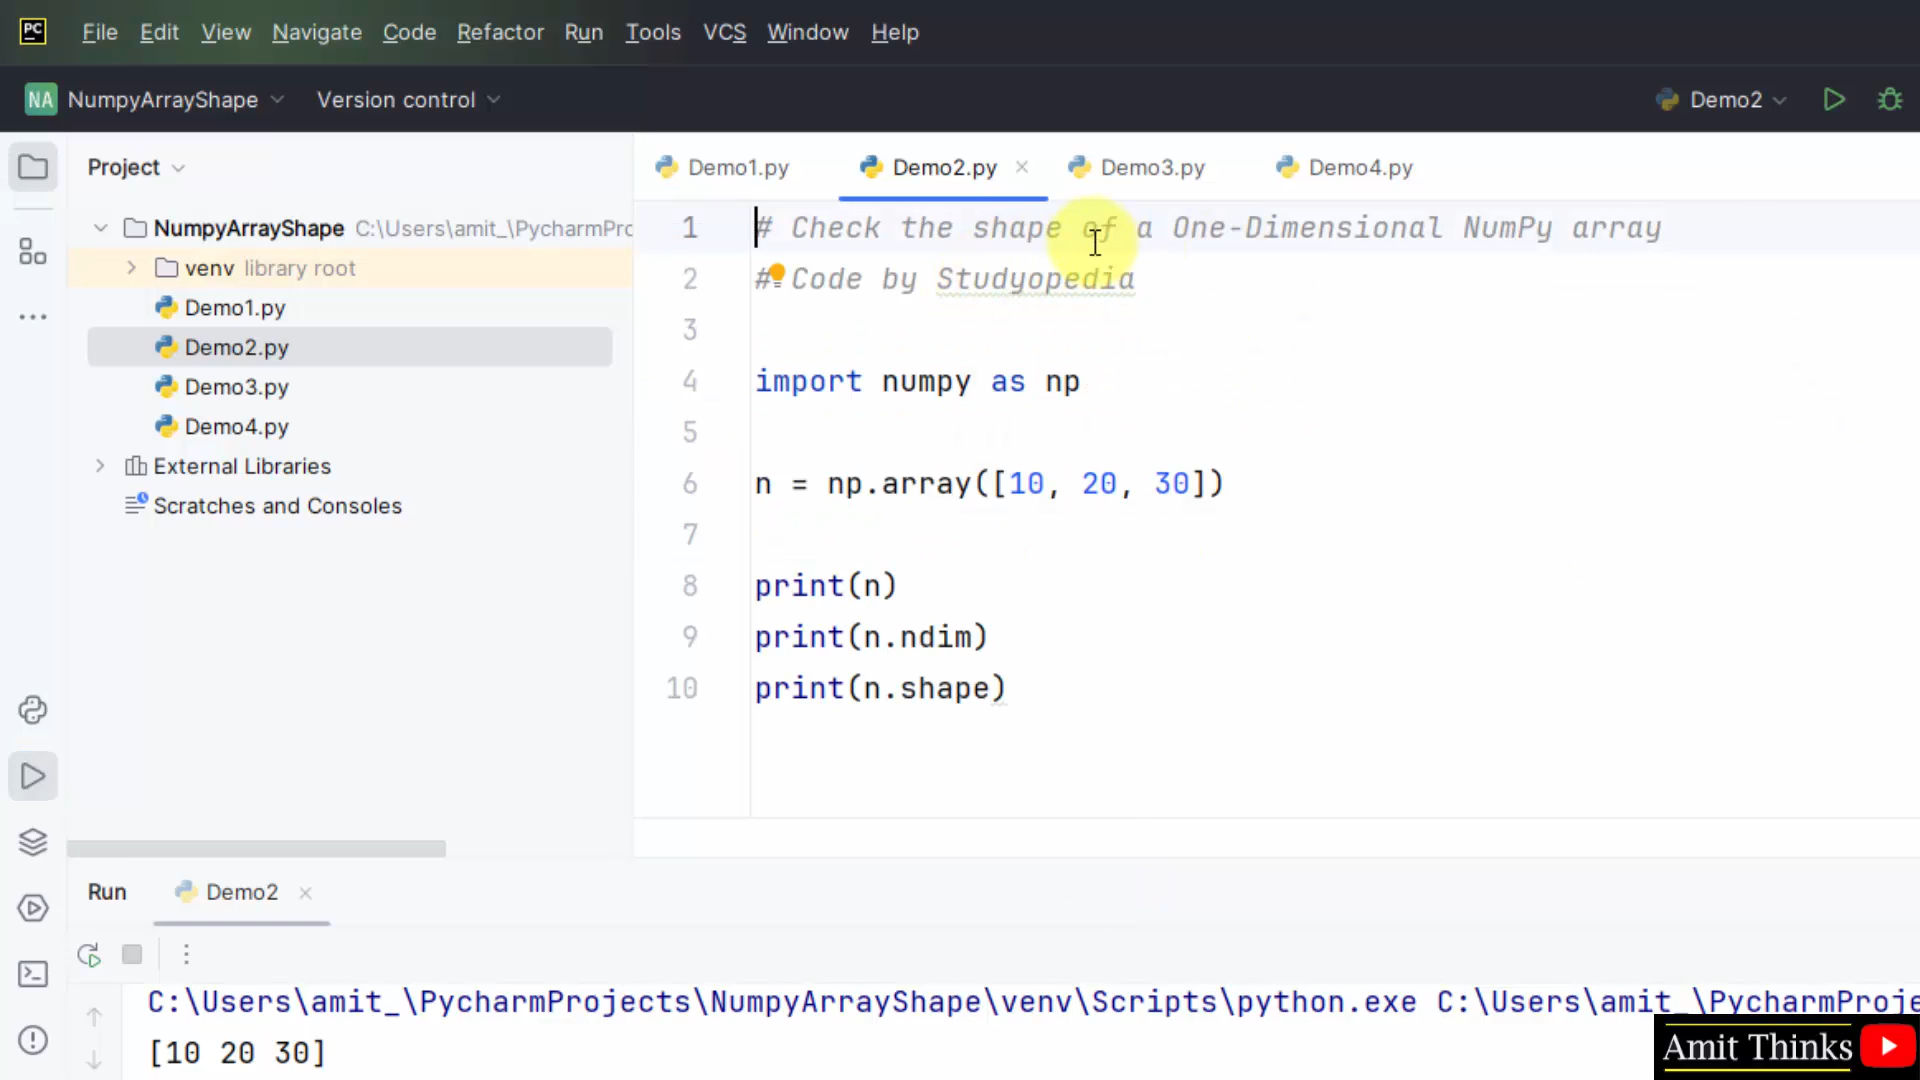 PC File Edit View Navigate Code Refactor Run Tools VCS Window Help
NA NumpyArrayShape Version control Demo2
Project
Demo1.py Demo2.py Demo3.py Demo4.py
NumpyArrayShape C:\Users\amit_\PycharmPro
venv library root
Demo1.py
Demo2.py
Demo3.py
Demo4.py
External Libraries
Scratches and Consoles
1 # Check the shape of a One-Dimensional NumPy array
2 # Code by Studyopedia
3
4 import numpy as np
5
6 n = np.array([10, 20, 30])
7
8 print(n)
9 print(n.ndim)
10 print(n.shape)
Run Demo2
C:\Users\amit_\PycharmProjects\NumpyArrayShape\venv\Scripts\python.exe C:\Users\amit_\PycharmProje
[10 20 30]
Amit Thinks